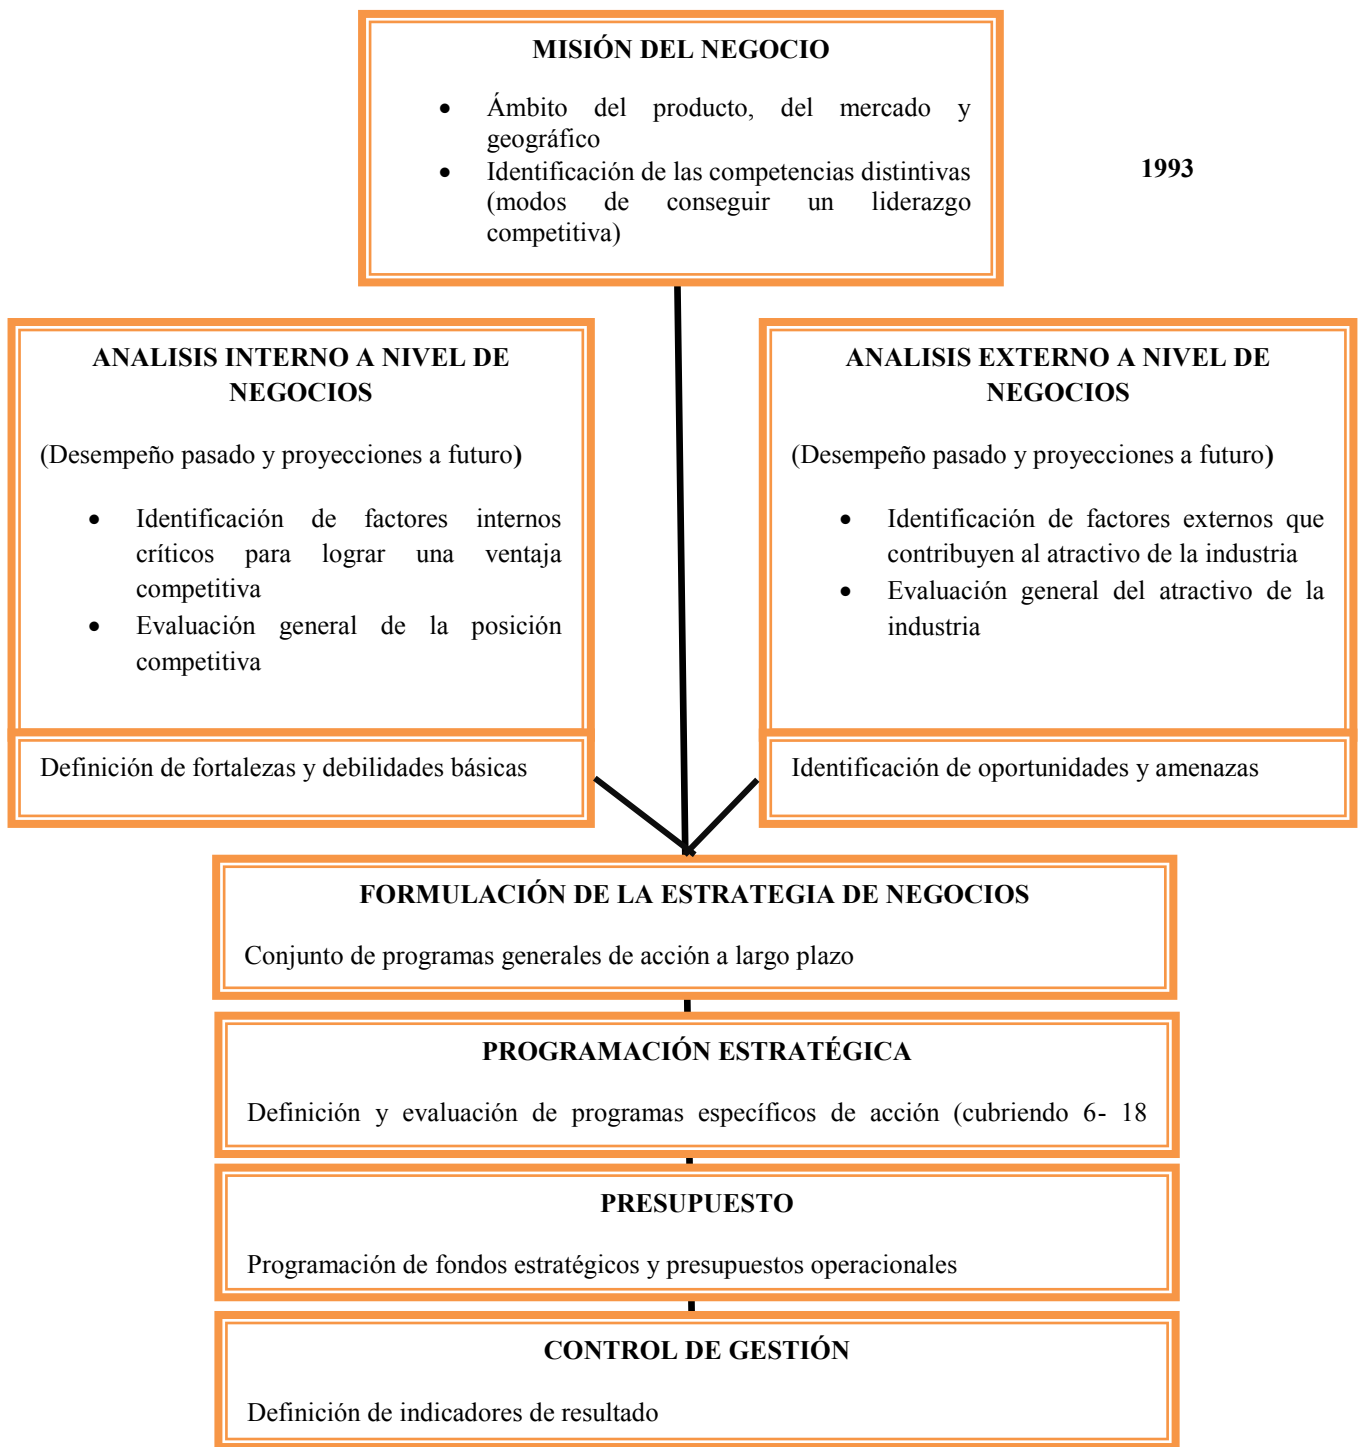 MISIÓN DEL NEGOCIO
• Ámbito del producto, del mercado y
geográfico
• Identificación de las competencias distintivas
(modos de conseguir un liderazgo
competitiva)
1993
ANALISIS INTERNO A NIVEL DE
NEGOCIOS
(Desempeño pasado y proyecciones a futuro)
• Identificación de factores internos
críticos para lograr una ventaja
competitiva
• Evaluación general de la posición
competitiva
Definición de fortalezas y debilidades básicas
ANALISIS EXTERNO A NIVEL DE
NEGOCIOS
(Desempeño pasado y proyecciones a futuro)
• Identificación de factores externos que
contribuyen al atractivo de la industria
• Evaluación general del atractivo de la
industria
Identificación de oportunidades y amenazas
FORMULACIÓN DE LA ESTRATEGIA DE NEGOCIOS
Conjunto de programas generales de acción a largo plazo
PROGRAMACIÓN ESTRATÉGICA
Definición y evaluación de programas específicos de acción (cubriendo 6- 18
PRESUPUESTO
Programación de fondos estratégicos y presupuestos operacionales
CONTROL DE GESTIÓN
Definición de indicadores de resultado